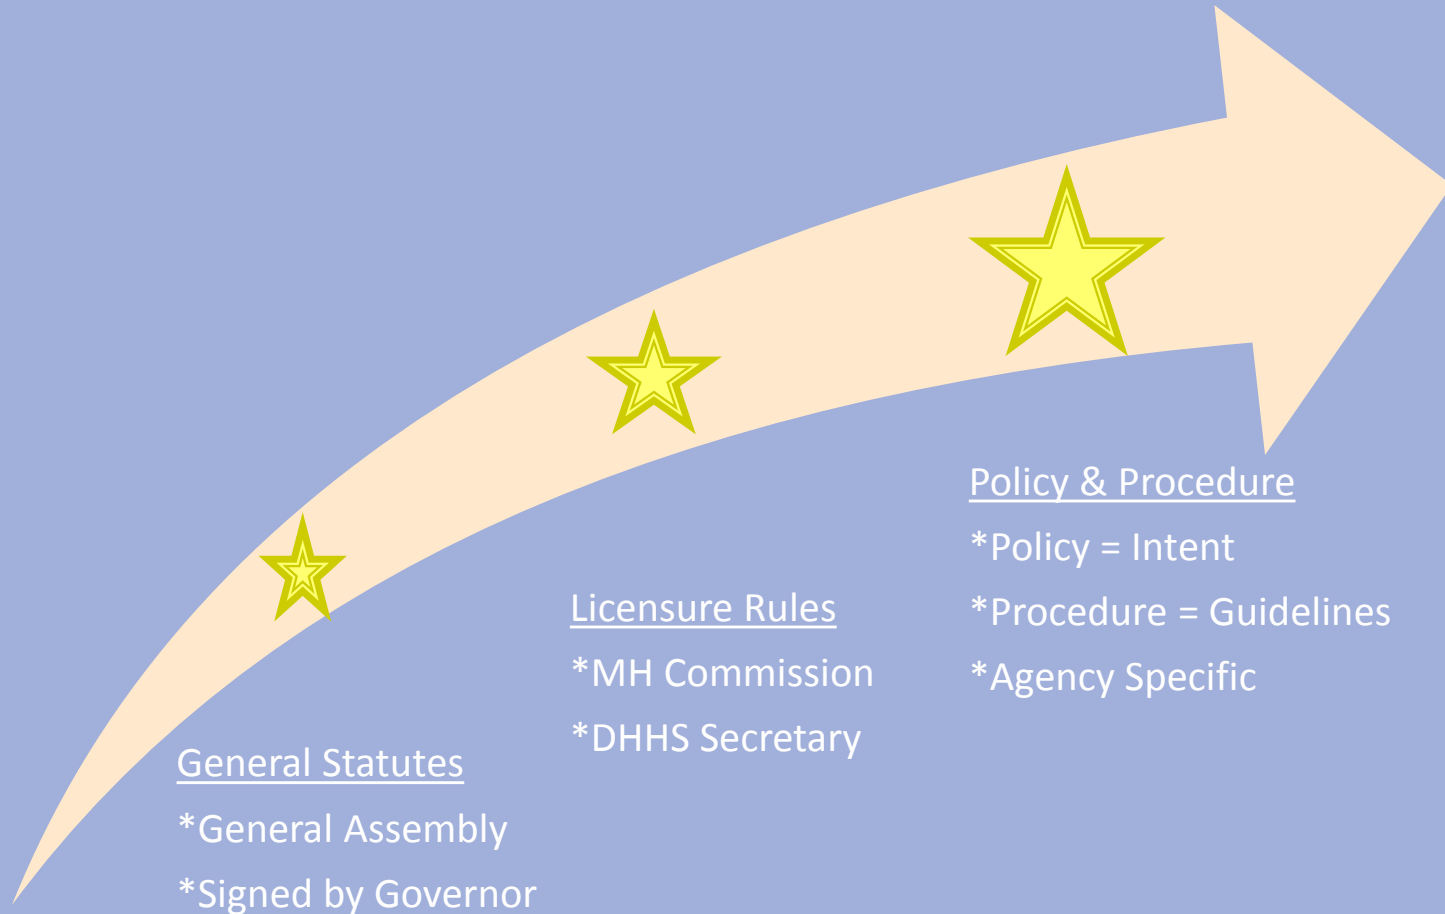 General Statutes
*General Assembly
*Signed by Governor
Licensure Rules
*MH Commission
*DHHS Secretary
Policy & Procedure
*Policy = Intent
*Procedure = Guidelines
*Agency Specific